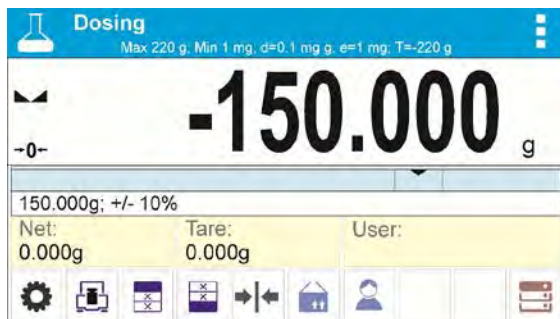 Dosing
Max 220 g; Min 1 mg, d=0.1 mg g; e=1 mg; T=-220 g
-150.000 g
→0←
150.000g; +/- 10%
Net: Tare: User:
0.000g 0.000g